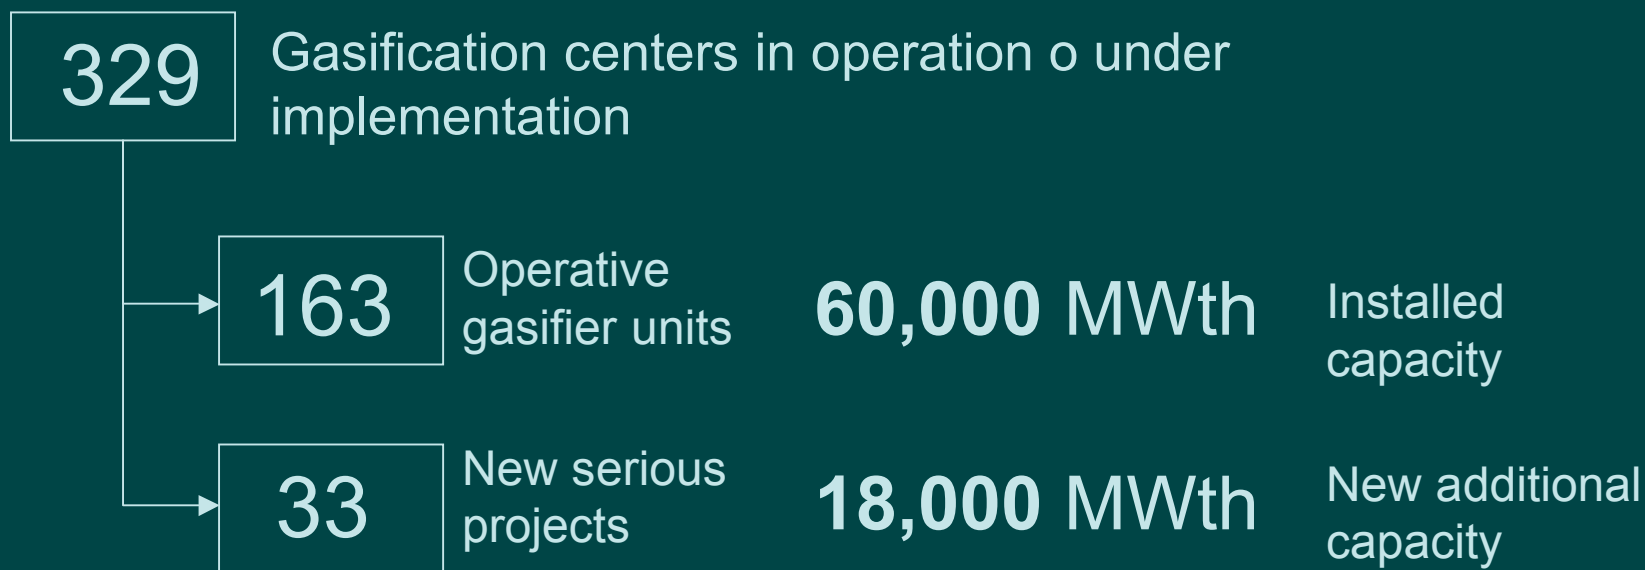 329
Gasification centers in operation o under
implementation
163
Operative
gasifier units
60,000 MWth
Installed
capacity
33
New serious
projects
18,000 MWth
New additional
capacity